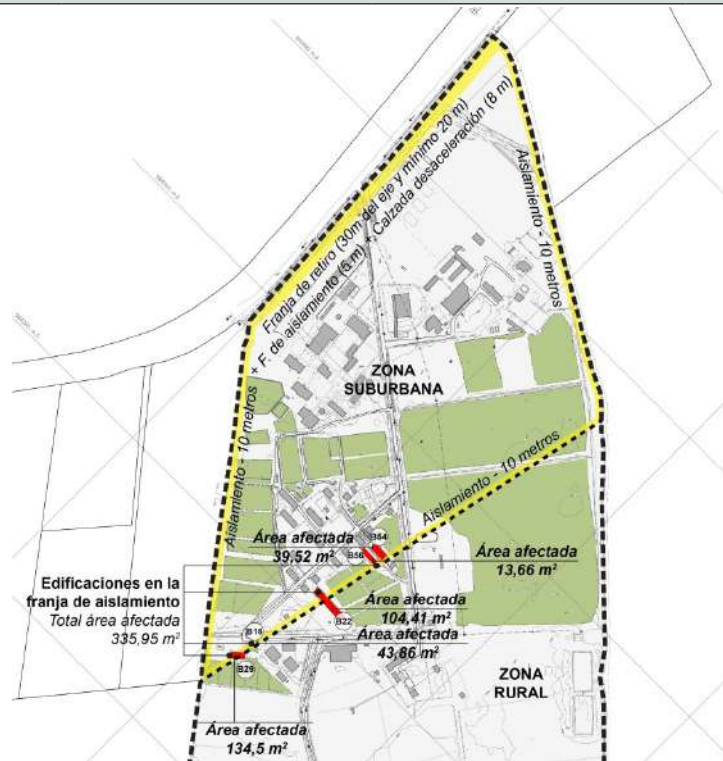 Franja de retiro (30m del eje y mínimo 20 m)
+ F. de aislamiento (5 m) + Calzada desaceleración (8 m)
Aislamiento - 10 metros
ZONA
SUBURBANA
Aislamiento - 10 metros
Aislamiento - 10 metros
Área afectada
39,52 m²
B56
B54
Área afectada
13,66 m²
Edificaciones en la
franja de aislamiento
Total área afectada
335,95 m²
Área afectada
104,41 m²
B22
B18
Área afectada
43,86 m²
B29
ZONA
RURAL
Área afectada
134,5 m²